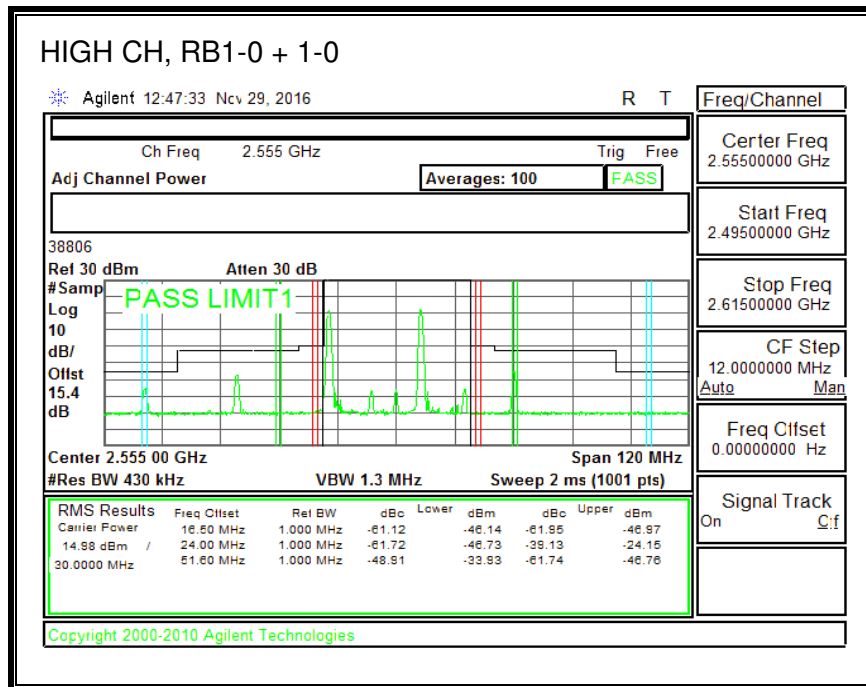 HIGH CH, RB1-0 + 1-0
Agilent 12:47:33 Nov 29, 2016 R T
Ch Freq 2.555 GHz Trig Free
Adj Channel Power Averages: 100 PASS
38806
Ref 30 dBm Atten 30 dB
#Samp
Log
10
dB/
Offst
15.4
dB
PASS LIMIT1
Center 2.555 00 GHz Span 120 MHz
#Res BW 430 kHz VBW 1.3 MHz Sweep 2 ms (1001 pts)
RMS Results Freq Offset Ref BW dBc Lower dBm dBc Upper dBm
Carrier Power 16.50 MHz 1.000 MHz -61.12 -46.14 -61.95 -46.97
14.98 dBm / 24.00 MHz 1.000 MHz -61.72 -46.73 -39.13 -24.15
30.0000 MHz 51.60 MHz 1.000 MHz -48.91 -33.93 -61.74 -46.76
Copyright 2000-2010 Agilent Technologies
Freq/Channel
Center Freq
2.55500000 GHz
Start Freq
2.49500000 GHz
Stop Freq
2.61500000 GHz
CF Step
12.0000000 MHz
Auto Man
Freq Offset
0.00000000 Hz
Signal Track
On Off